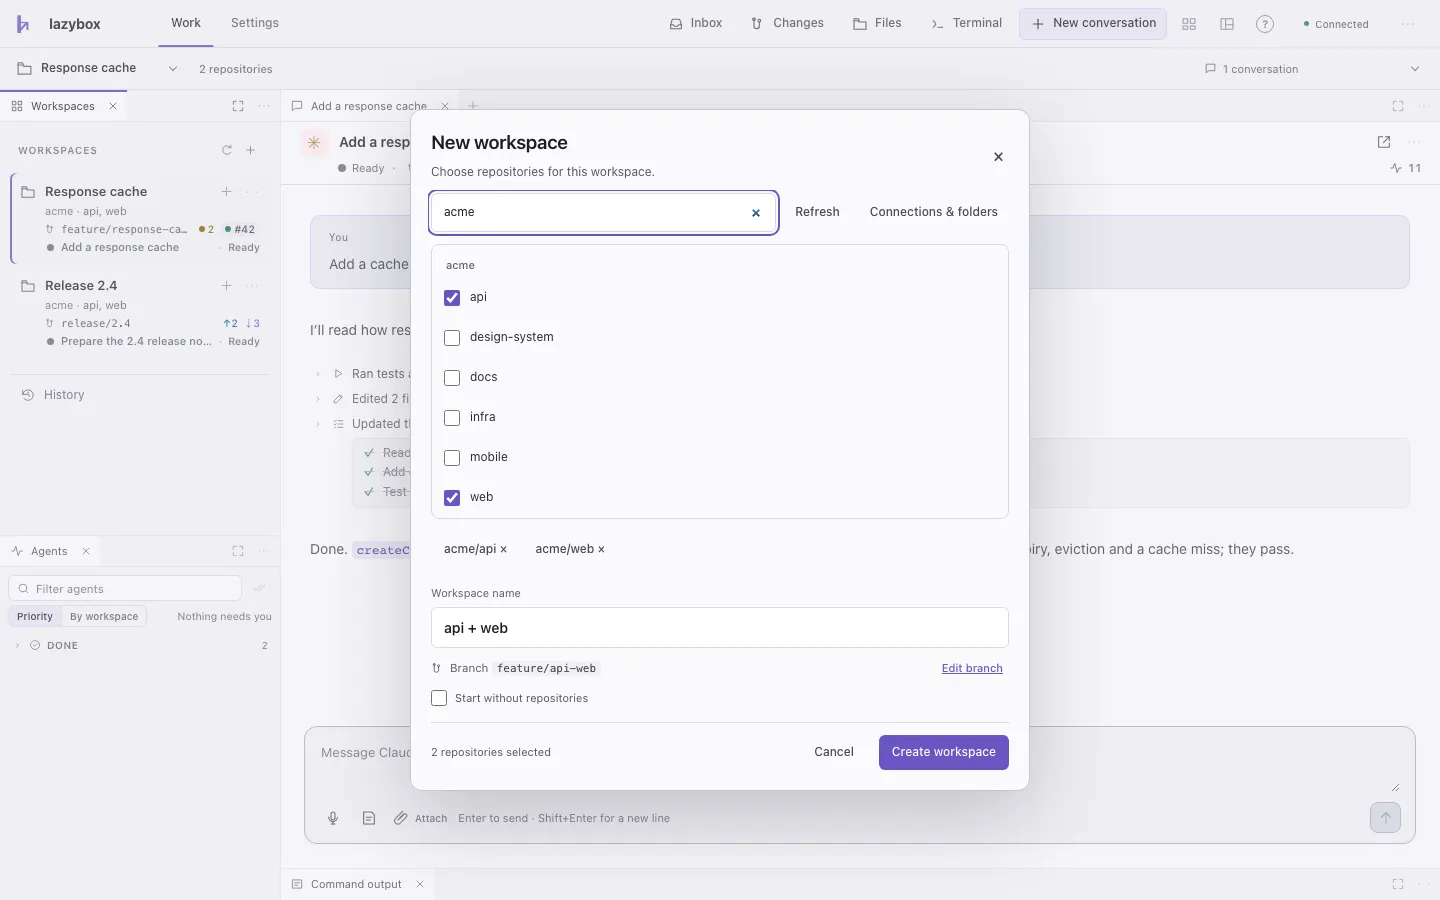 lazybox
Work
Settings
Inbox
Changes
Files
Terminal
New conversation
Connected
Response cache
2 repositories
1 conversation
Workspaces
Add a response cache
WORKSPACES
Response cache
acme · api, web
feature/response-ca…
2
#42
Add a response cache · Ready
Release 2.4
acme · api, web
release/2.4
↑2 ↓3
Prepare the 2.4 release no… · Ready
History
Agents
Filter agents
Priority
By workspace
Nothing needs you
DONE
2
Add a resp
Ready ·
11
You
Add a cache
I’ll read how res
Ran tests
Edited 2 fi
Updated t
Read
Add
Test
Done. createC
iry, eviction and a cache miss; they pass.
Message Claud
Attach
Enter to send · Shift+Enter for a new line
Command output
New workspace
Choose repositories for this workspace.
acme
Refresh
Connections & folders
acme
api
design-system
docs
infra
mobile
web
acme/api ×
acme/web ×
Workspace name
api + web
Branch feature/api-web
Edit branch
Start without repositories
2 repositories selected
Cancel
Create workspace